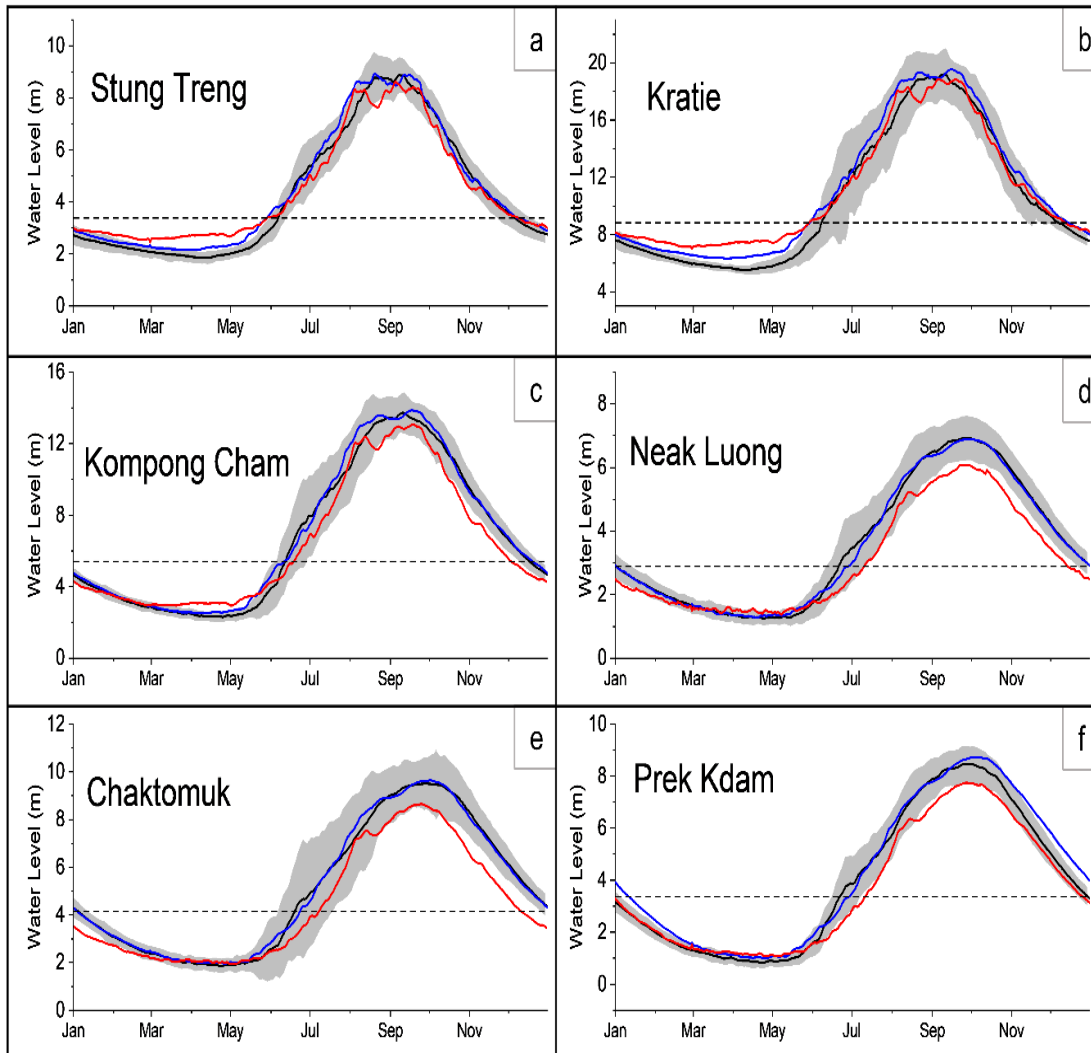 a
Stung Treng
Water Level (m)
10
8
6
4
2
0
Jan Mar May Jul Sep Nov
b
Kratie
Water Level (m)
20
16
12
8
4
Jan Mar May Jul Sep Nov
c
Kompong Cham
Water Level (m)
16
12
8
4
0
Jan Mar May Jul Sep Nov
d
Neak Luong
Water Level (m)
8
6
4
2
0
Jan Mar May Jul Sep Nov
e
Chaktomuk
Water Level (m)
12
10
8
6
4
2
0
Jan Mar May Jul Sep Nov
f
Prek Kdam
Water Level (m)
10
8
6
4
2
0
Jan Mar May Jul Sep Nov